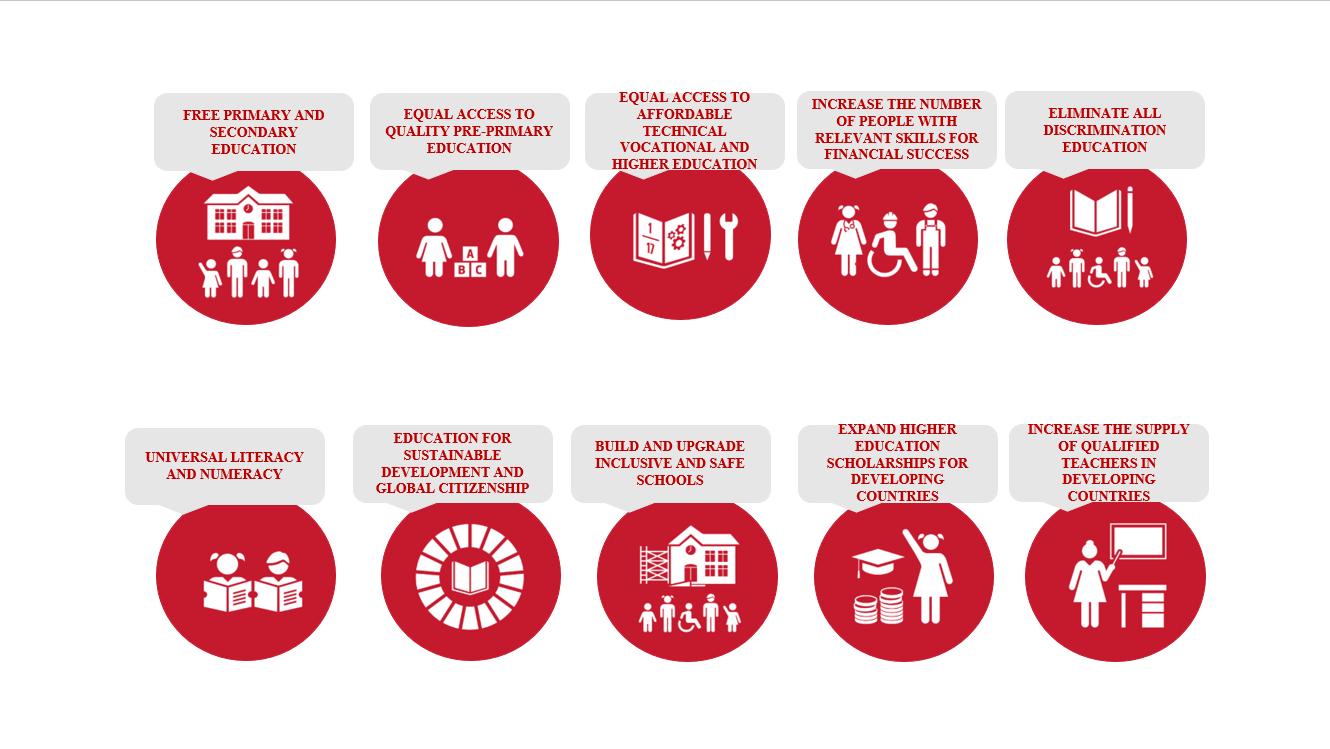 FREE PRIMARY AND
SECONDARY
EDUCATION
EQUAL ACCESS TO
QUALITY PRE-PRIMARY
EDUCATION
EQUAL ACCESS TO
AFFORDABLE
TECHNICAL
VOCATIONAL AND
HIGHER EDUCATION
INCREASE THE NUMBER
OF PEOPLE WITH
RELEVANT SKILLS FOR
FINANCIAL SUCCESS
ELIMINATE ALL
DISCRIMINATION
EDUCATION
A
B C
1
17
UNIVERSAL LITERACY
AND NUMERACY
EDUCATION FOR
SUSTAINABLE
DEVELOPMENT AND
GLOBAL CITIZENSHIP
BUILD AND UPGRADE
INCLUSIVE AND SAFE
SCHOOLS
EXPAND HIGHER
EDUCATION
SCHOLARSHIPS FOR
DEVELOPING
COUNTRIES
INCREASE THE SUPPLY
OF QUALIFIED
TEACHERS IN
DEVELOPING
COUNTRIES